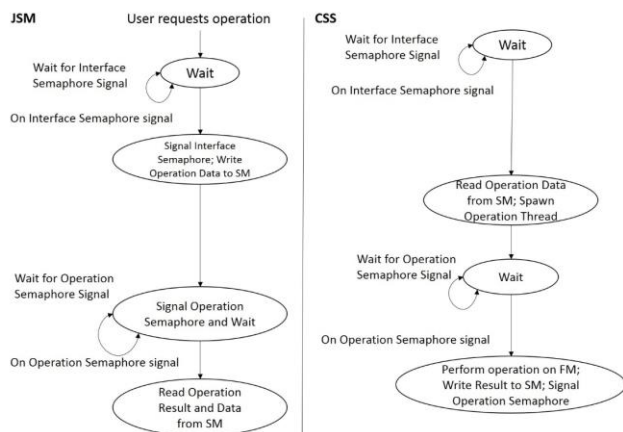 JSM
User requests operation
Wait for Interface
Semaphore Signal
Wait
On Interface Semaphore signal
Signal Interface
Semaphore; Write
Operation Data to SM
Wait for Operation
Semaphore Signal
Signal Operation
Semaphore and Wait
On Operation Semaphore signal
Read Operation
Result and Data
from SM
CSS
Wait for Interface
Semaphore Signal
Wait
On Interface Semaphore signal
Read Operation Data
from SM; Spawn
Operation Thread
Wait for Operation
Semaphore Signal
Wait
On Operation Semaphore signal
Perform operation on FM;
Write Result to SM; Signal
Operation Semaphore